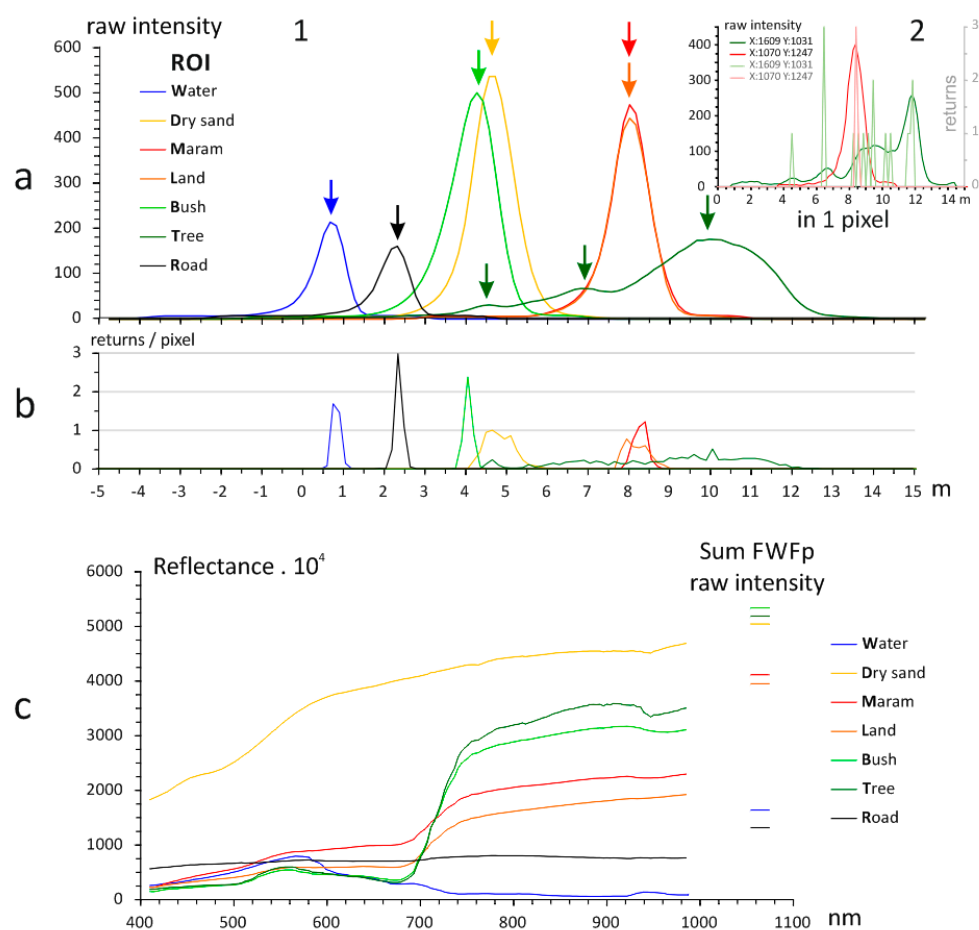 raw intensity
1
a
600
500
400
300
200
100
0
ROI
Water
Dry sand
Maram
Land
Bush
Tree
Road
raw intensity
2
X:1609 Y:1031
X:1070 Y:1247
X:1609 Y:1031
X:1070 Y:1247
400
300
200
100
0
3
2
1
0
returns
0 2 4 6 8 10 12 14 m
in 1 pixel
returns / pixel
b
3
2
1
0
-5 -4 -3 -2 -1 0 1 2 3 4 5 6 7 8 9 10 11 12 13 14 15 m
c
Reflectance . 10⁴
Sum FWFp
raw intensity
6000
5000
4000
3000
2000
1000
0
Water
Dry sand
Maram
Land
Bush
Tree
Road
400 500 600 700 800 900 1000 1100 nm